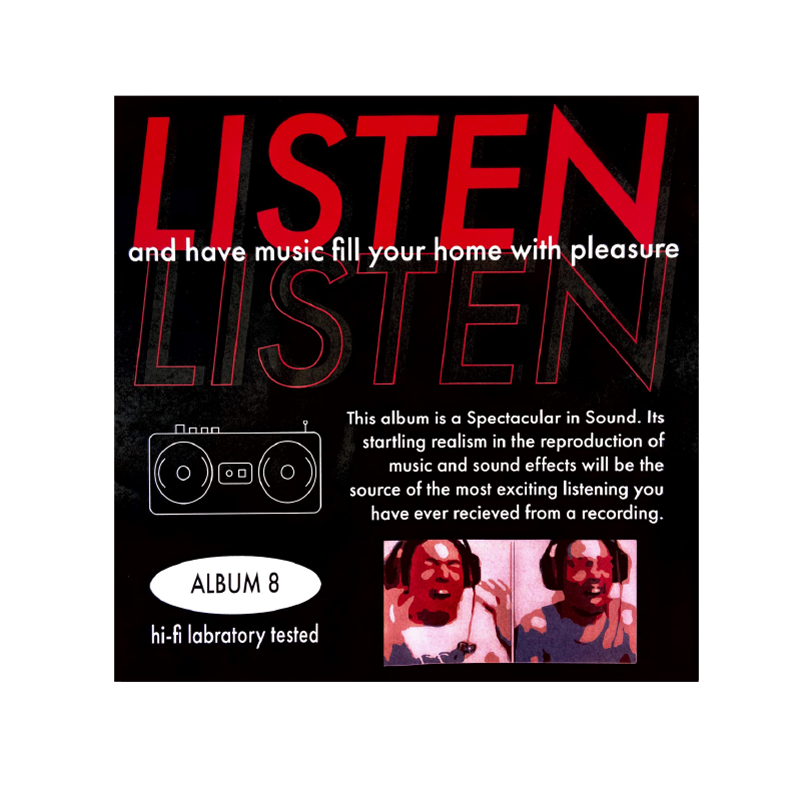 LISTEN
and have music fill your home with pleasure
LISTEN
This album is a Spectacular in Sound. Its
startling realism in the reproduction of
music and sound effects will be the
source of the most exciting listening you
have ever recieved from a recording.
ALBUM 8
hi-fi labratory tested